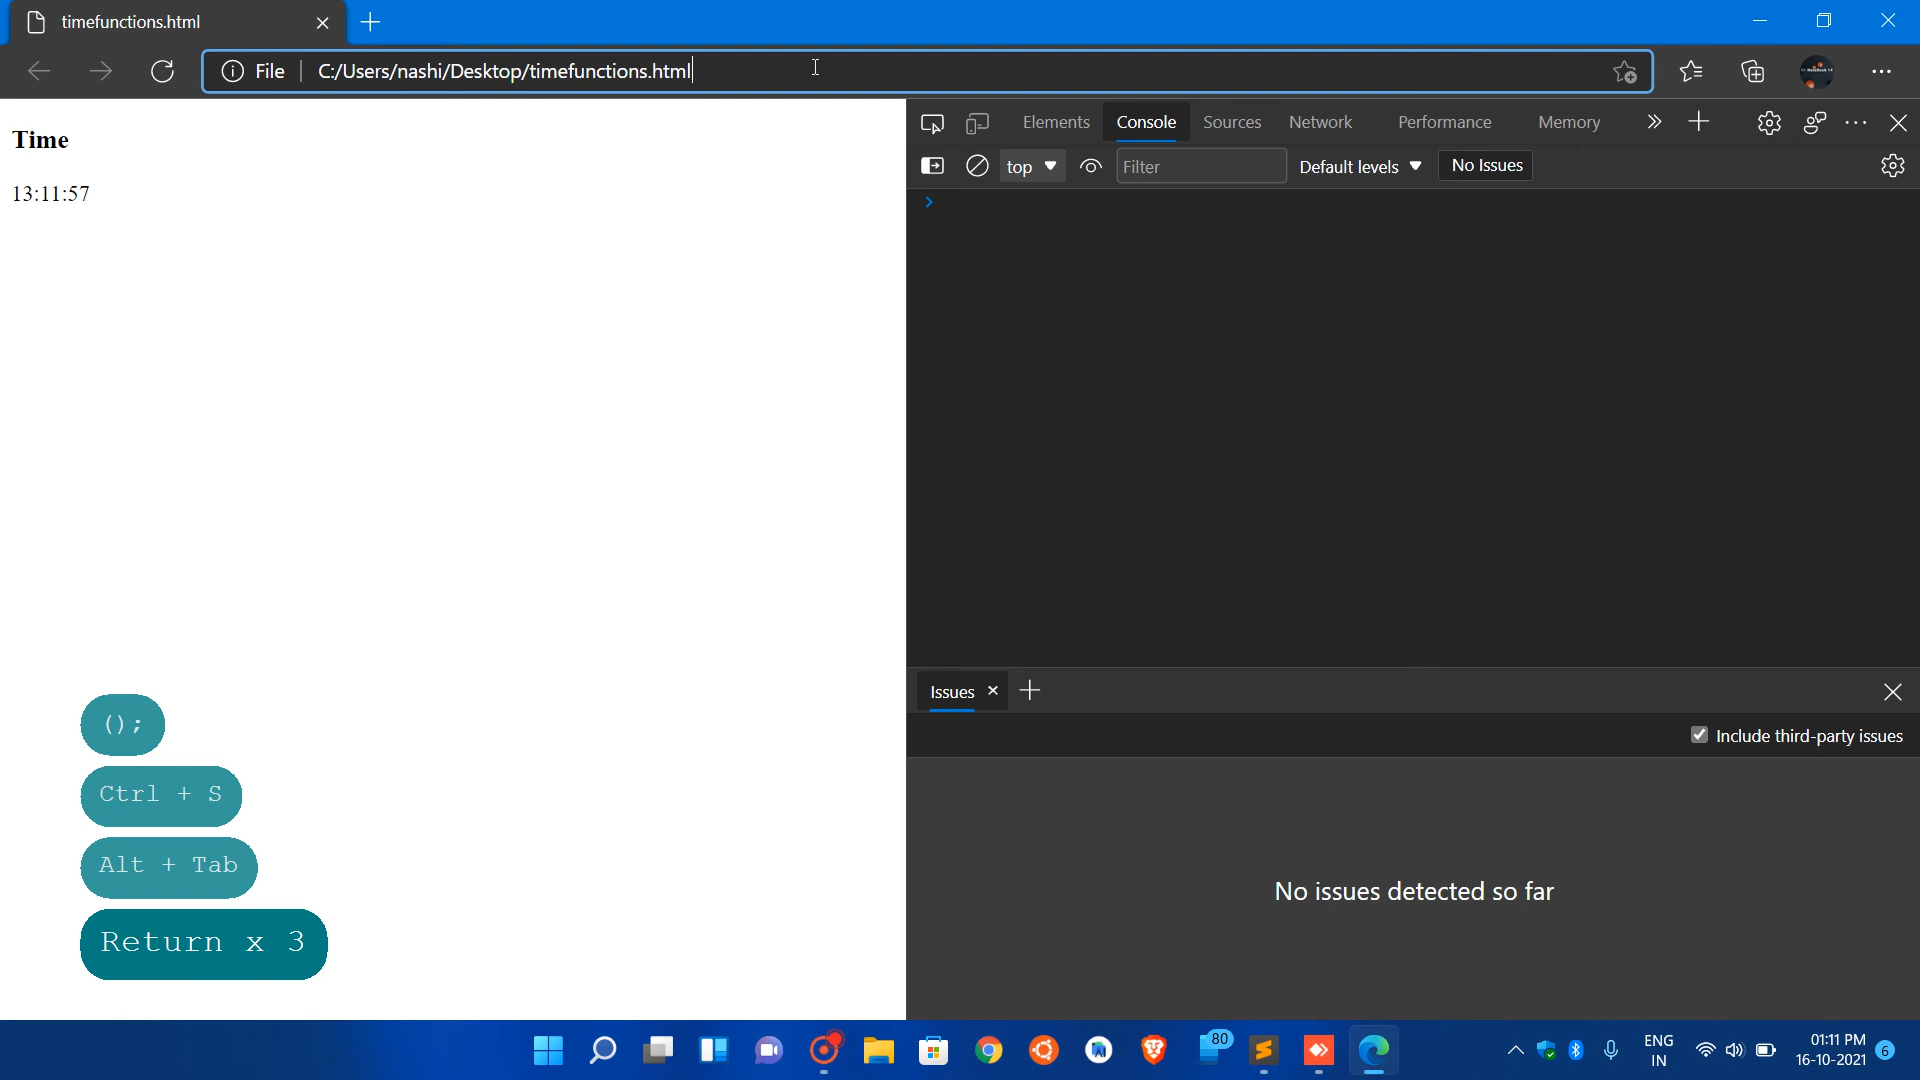 timefunctions.html
File
C:/Users/nashi/Desktop/timefunctions.html
Time
13:11:57
Elements Console Sources Network Performance Memory
top Filter Default levels No Issues
Issues
Include third-party issues
No issues detected so far
();
Ctrl + S
Alt + Tab
Return x 3
80
ENG
IN
01:11 PM
16-10-2021
6